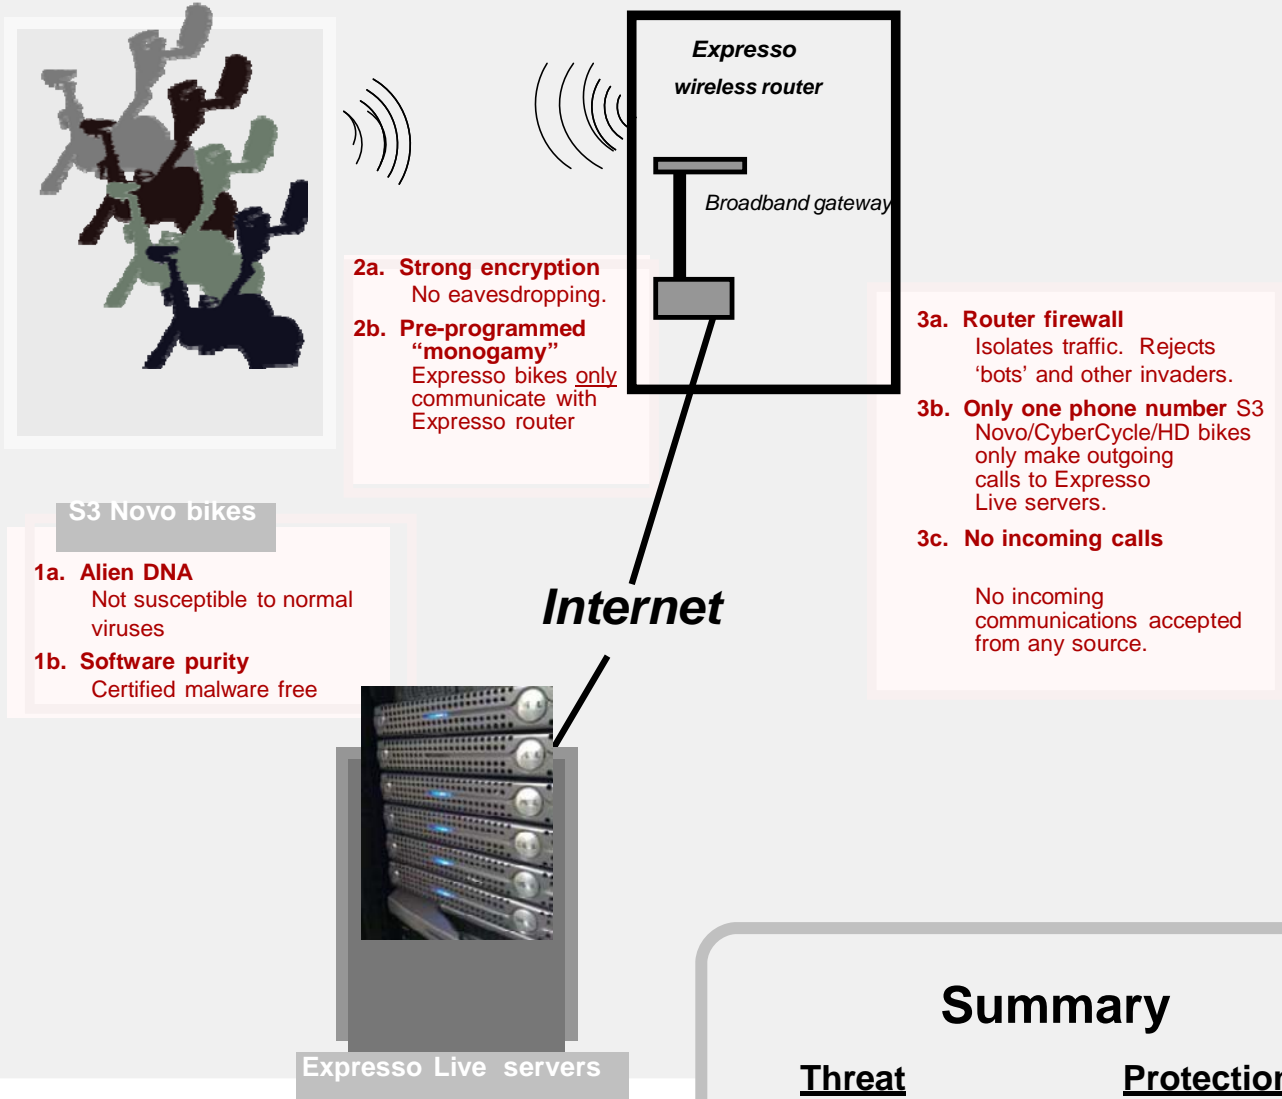 Expresso
wireless router
Broadband gateway
2a. Strong encryption
No eavesdropping.
2b. Pre-programmed
“monogamy”
Expresso bikes only
communicate with
Expresso router
3a. Router firewall
Isolates traffic. Rejects
‘bots’ and other invaders.
3b. Only one phone number S3
Novo/CyberCycle/HD bikes
only make outgoing
calls to Expresso
Live servers.
3c. No incoming calls
No incoming
communications accepted
from any source.
S3 Novo bikes
1a. Alien DNA
Not susceptible to normal
viruses
1b. Software purity
Certified malware free
Internet
Expresso Live servers
Summary
Threat Protection